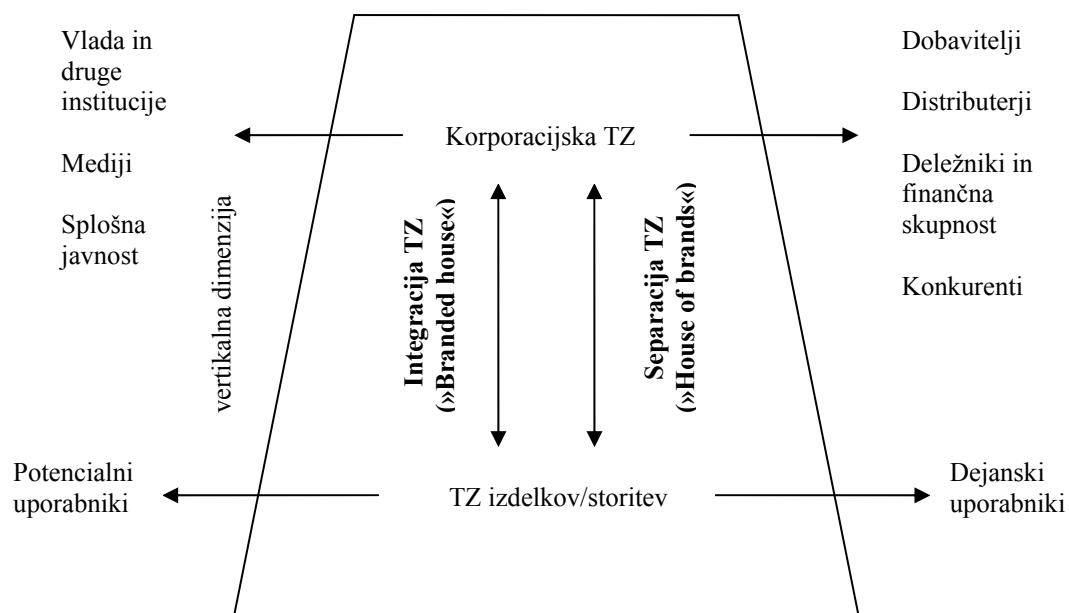 Vlada in
druge
institucije
Mediji
Splošna
javnost
vertikalna dimenzija
Korporacijska TZ
Integracija TZ
(»Branded house«)
Separacija TZ
(»House of brands«)
Dobavitelji
Distributerji
Deležniki in
finančna
skupnost
Konkurenti
Potencialni
uporabniki
TZ izdelkov/storitev
Dejanski
uporabniki